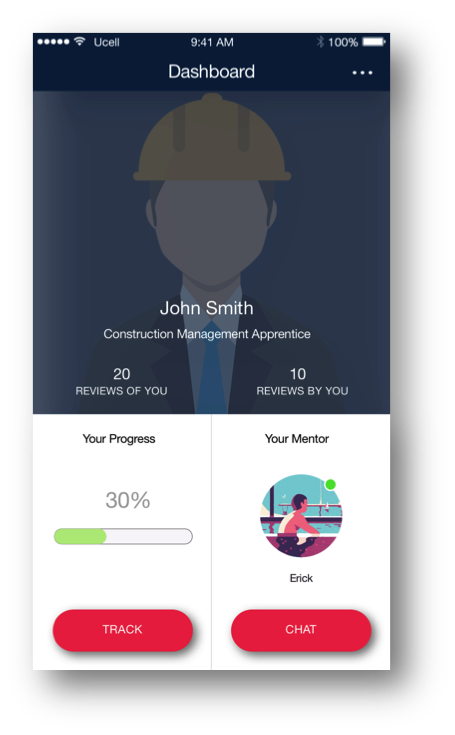 Ucell 9:41 AM 100%
Dashboard
John Smith
Construction Management Apprentice
20 10
REVIEWS OF YOU REVIEWS BY YOU
Your Progress Your Mentor
30%
Erick
TRACK CHAT